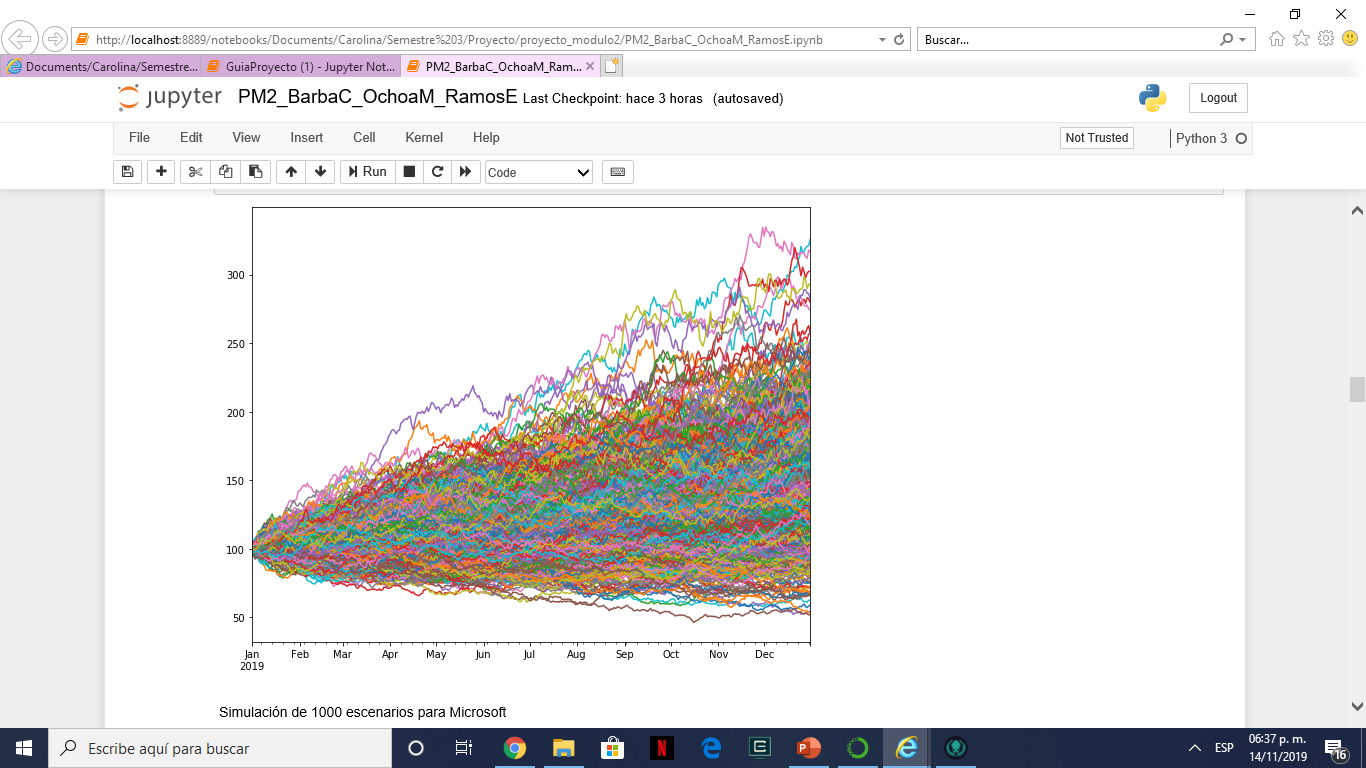 http://localhost:8889/notebooks/Documents/Carolina/Semestre%203/Proyecto/proyecto_modulo2/PM2_BarbaC_OchoaM_RamosE.ipynb
Buscar...
Documents/Carolina/Semestre...
GuiaProyecto (1) - Jupyter Not...
PM2_BarbaC_OchoaM_Ram...
jupyter PM2_BarbaC_OchoaM_RamosE Last Checkpoint: hace 3 horas (autosaved)
Logout
File Edit View Insert Cell Kernel Help
Not Trusted
Python 3
Run
Code
300
250
200
150
100
50
Jan Feb Mar Apr May Jun Jul Aug Sep Oct Nov Dec
2019
Simulación de 1000 escenarios para Microsoft
Escribe aquí para buscar
ESP
06:37 p. m.
14/11/2019
16